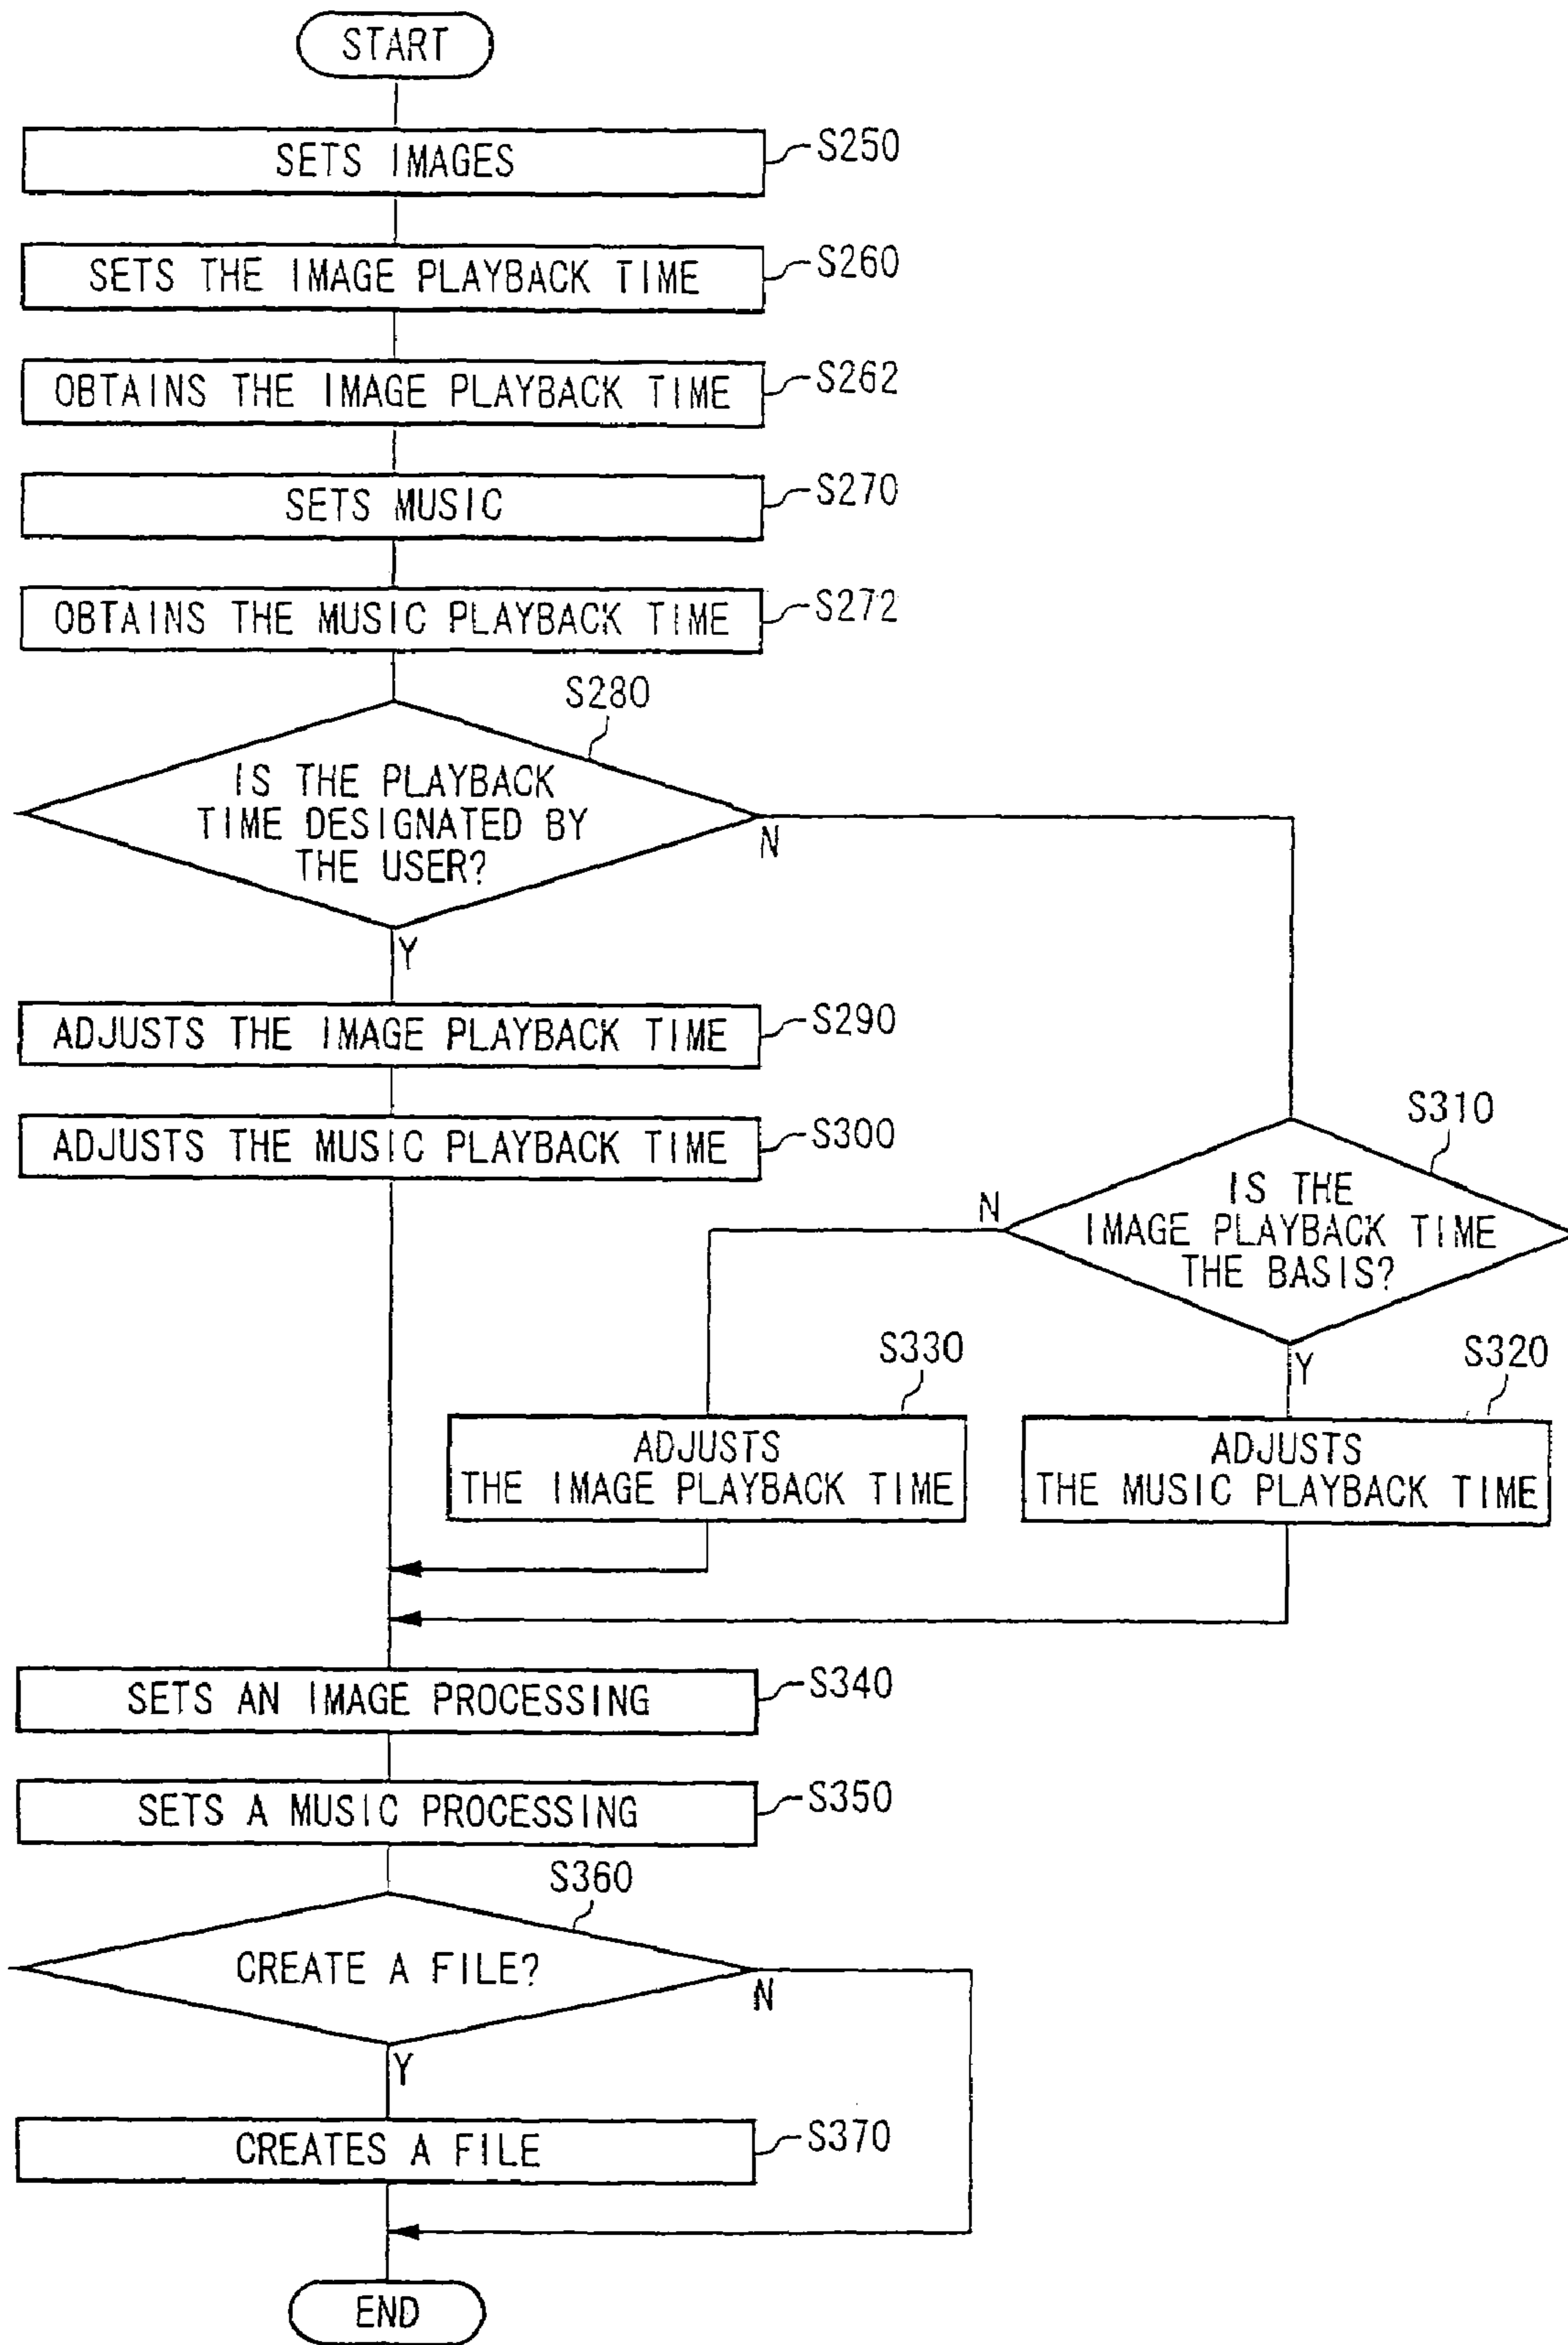 START
SETS IMAGES
S250
SETS THE IMAGE PLAYBACK TIME
S260
OBTAINS THE IMAGE PLAYBACK TIME
S262
SETS MUSIC
S270
OBTAINS THE MUSIC PLAYBACK TIME
S272
S280
IS THE PLAYBACK
TIME DESIGNATED BY
THE USER?
N
Y
ADJUSTS THE IMAGE PLAYBACK TIME
S290
ADJUSTS THE MUSIC PLAYBACK TIME
S300
S310
IS THE
IMAGE PLAYBACK TIME
THE BASIS?
N
Y
S330
ADJUSTS
THE IMAGE PLAYBACK TIME
S320
ADJUSTS
THE MUSIC PLAYBACK TIME
SETS AN IMAGE PROCESSING
S340
SETS A MUSIC PROCESSING
S350
S360
CREATE A FILE?
N
Y
CREATES A FILE
S370
END